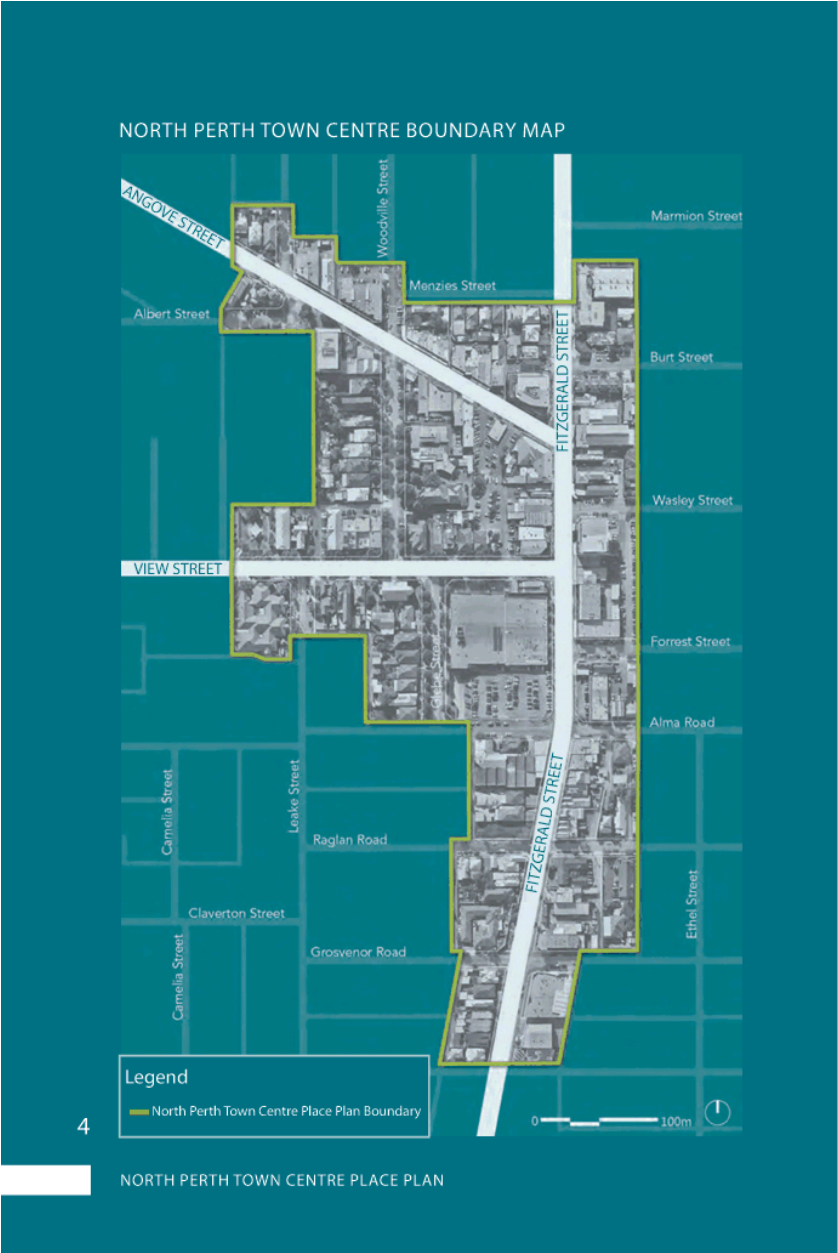 NORTH PERTH TOWN CENTRE BOUNDARY MAP
ANGOVE STREET
Woodville Street
Marmion Street
Menzies Street
Albert Street
FITZGERALD STREET
Burt Street
Wasley Street
VIEW STREET
Glebe Street
Forrest Street
Alma Road
FITZGERALD STREET
Camelia Street
Leake Street
Raglan Road
Ethel Street
Claverton Street
Camelia Street
Grosvenor Road
Legend
North Perth Town Centre Place Plan Boundary
0 100m
4
NORTH PERTH TOWN CENTRE PLACE PLAN